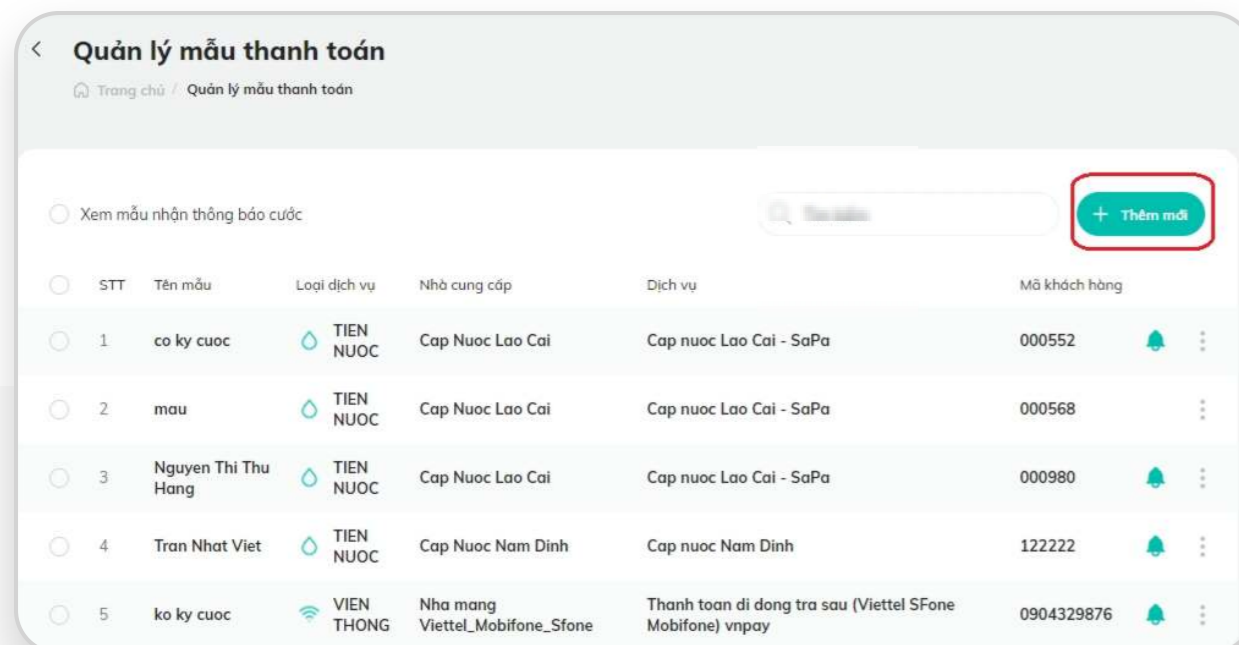 Quản lý mẫu thanh toán
Trang chủ / Quản lý mẫu thanh toán
Xem mẫu nhận thông báo cước
+ Thêm mới
STT Tên mẫu Loại dịch vụ Nhà cung cấp Dịch vụ Mã khách hàng
1 co ky cuoc TIEN NUOC Cap Nuoc Lao Cai Cap nuoc Lao Cai - SaPa 000552
2 mau TIEN NUOC Cap Nuoc Lao Cai Cap nuoc Lao Cai - SaPa 000568
3 Nguyen Thi Thu Hang TIEN NUOC Cap Nuoc Lao Cai Cap nuoc Lao Cai - SaPa 000980
4 Tran Nhat Viet TIEN NUOC Cap Nuoc Nam Dinh Cap nuoc Nam Dinh 122222
5 ko ky cuoc VIEN THONG Nha mang Viettel_Mobifone_Sfone Thanh toan di dong tra sau (Viettel SFone Mobifone) vnpay 0904329876